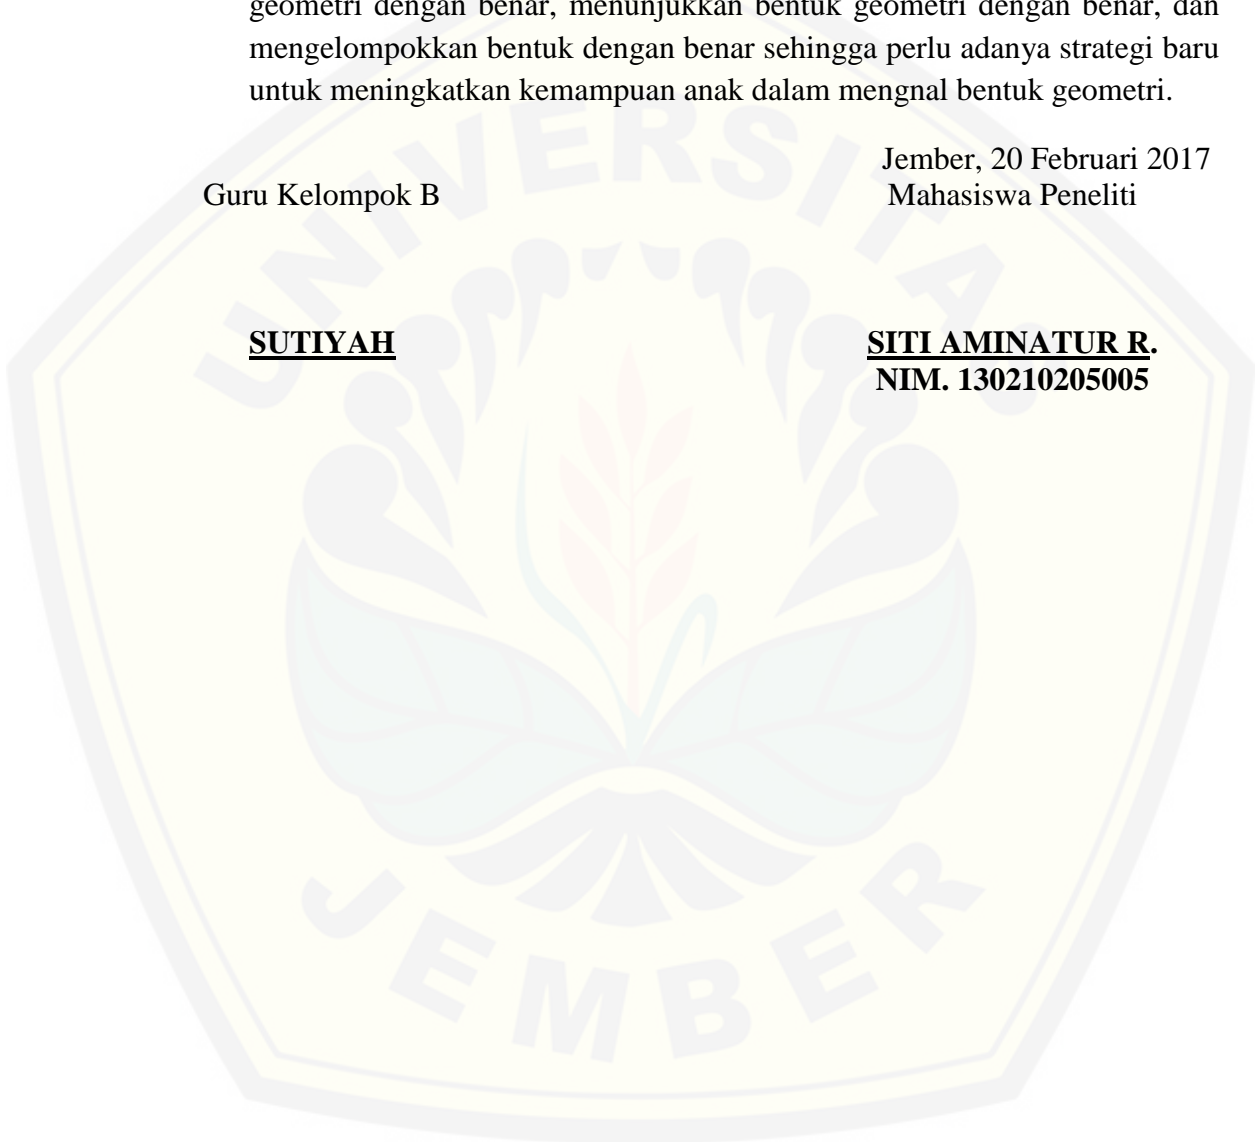 geometri dengan benar, menunjukkan bentuk geometri dengan benar, dan
mengelompokkan bentuk dengan benar sehingga perlu adanya strategi baru
untuk meningkatkan kemampuan anak dalam mengnal bentuk geometri.
Jember, 20 Februari 2017
Guru Kelompok B Mahasiswa Peneliti
SUTIYAH SITI AMINATUR R.
NIM. 130210205005
UNIVERSITAS
JEMBER